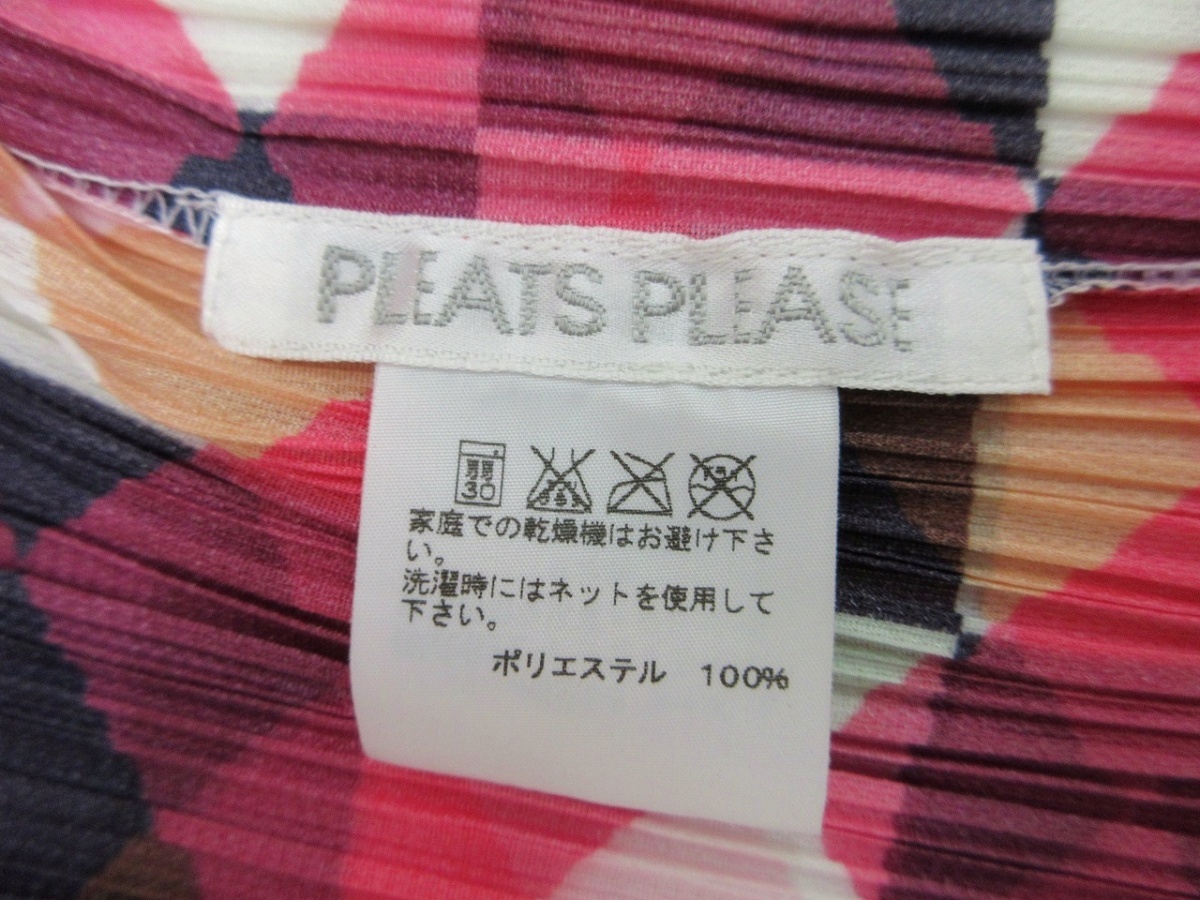 PLEATS PLEASE
30
家庭での乾燥機はお避け下さ
い。
洗濯時にはネットを使用して
下さい。
ポリエステル 100%